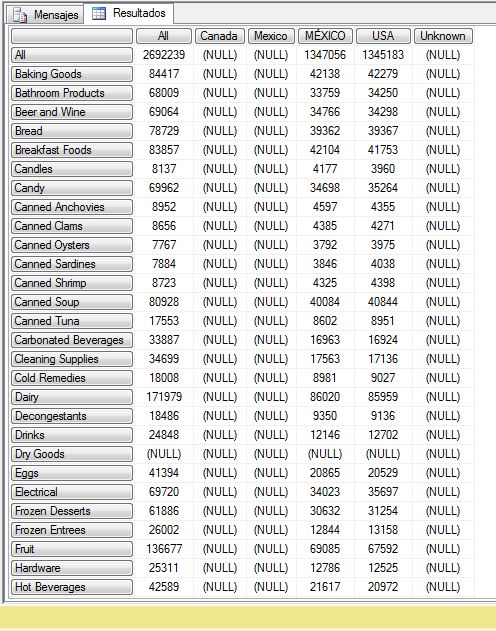 Mensajes Resultados
All Canada Mexico MÉXICO USA Unknown
All 2692239 (NULL) (NULL) 1347056 1345183 (NULL)
Baking Goods 84417 (NULL) (NULL) 42138 42279 (NULL)
Bathroom Products 68009 (NULL) (NULL) 33759 34250 (NULL)
Beer and Wine 69064 (NULL) (NULL) 34766 34298 (NULL)
Bread 78729 (NULL) (NULL) 39362 39367 (NULL)
Breakfast Foods 83857 (NULL) (NULL) 42104 41753 (NULL)
Candles 8137 (NULL) (NULL) 4177 3960 (NULL)
Candy 69962 (NULL) (NULL) 34698 35264 (NULL)
Canned Anchovies 8952 (NULL) (NULL) 4597 4355 (NULL)
Canned Clams 8656 (NULL) (NULL) 4385 4271 (NULL)
Canned Oysters 7767 (NULL) (NULL) 3792 3975 (NULL)
Canned Sardines 7884 (NULL) (NULL) 3846 4038 (NULL)
Canned Shrimp 8723 (NULL) (NULL) 4325 4398 (NULL)
Canned Soup 80928 (NULL) (NULL) 40084 40844 (NULL)
Canned Tuna 17553 (NULL) (NULL) 8602 8951 (NULL)
Carbonated Beverages 33887 (NULL) (NULL) 16963 16924 (NULL)
Cleaning Supplies 34699 (NULL) (NULL) 17563 17136 (NULL)
Cold Remedies 18008 (NULL) (NULL) 8981 9027 (NULL)
Dairy 171979 (NULL) (NULL) 86020 85959 (NULL)
Decongestants 18486 (NULL) (NULL) 9350 9136 (NULL)
Drinks 24848 (NULL) (NULL) 12146 12702 (NULL)
Dry Goods (NULL) (NULL) (NULL) (NULL) (NULL) (NULL)
Eggs 41394 (NULL) (NULL) 20865 20529 (NULL)
Electrical 69720 (NULL) (NULL) 34023 35697 (NULL)
Frozen Desserts 61886 (NULL) (NULL) 30632 31254 (NULL)
Frozen Entrees 26002 (NULL) (NULL) 12844 13158 (NULL)
Fruit 136677 (NULL) (NULL) 69085 67592 (NULL)
Hardware 25311 (NULL) (NULL) 12786 12525 (NULL)
Hot Beverages 42589 (NULL) (NULL) 21617 20972 (NULL)